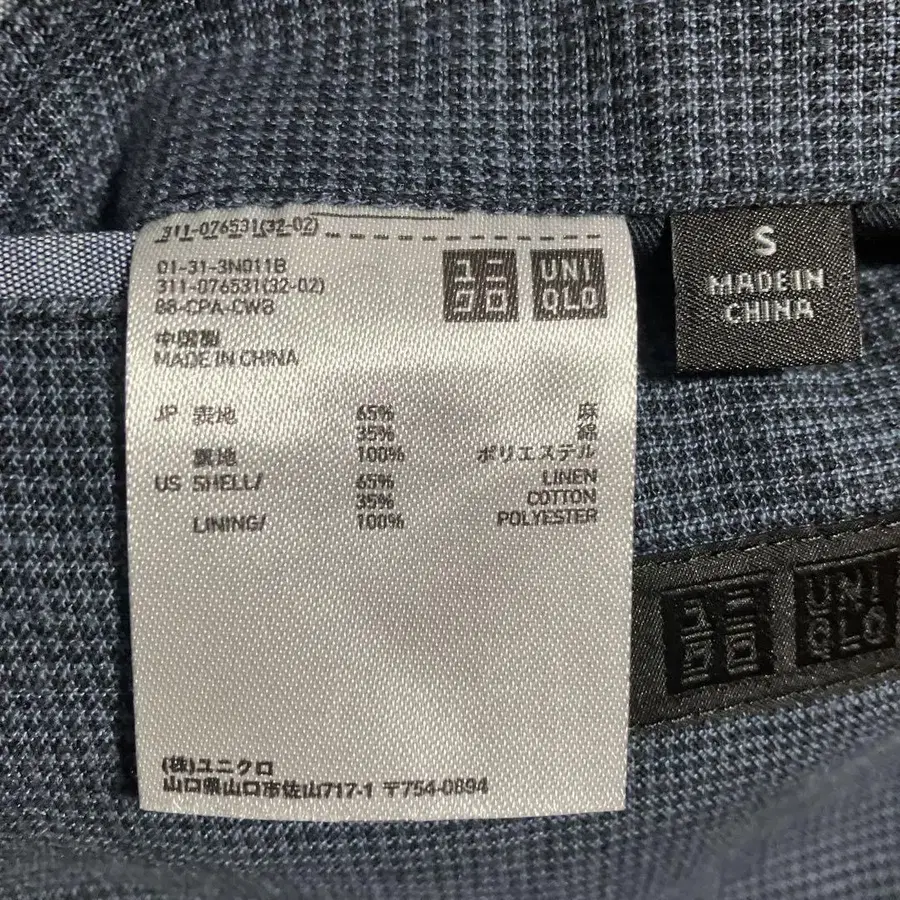 311-076531(32-02)
01-31-3N011B
311-076531(32-02)
88-CPA-CWB
中国製
MADE IN CHINA
ユニ
クロ
UNI
QLO
S
MADE IN
CHINA
JP 表地 65% 麻
35% 綿
裏地 100% ポリエステル
US SHELL/ 65% LINEN
35% COTTON
LINING/ 100% POLYESTER
ユニ
クロ
UNI
QLO
(株)ユニクロ
山口県山口市佐山717-1 〒754-0894